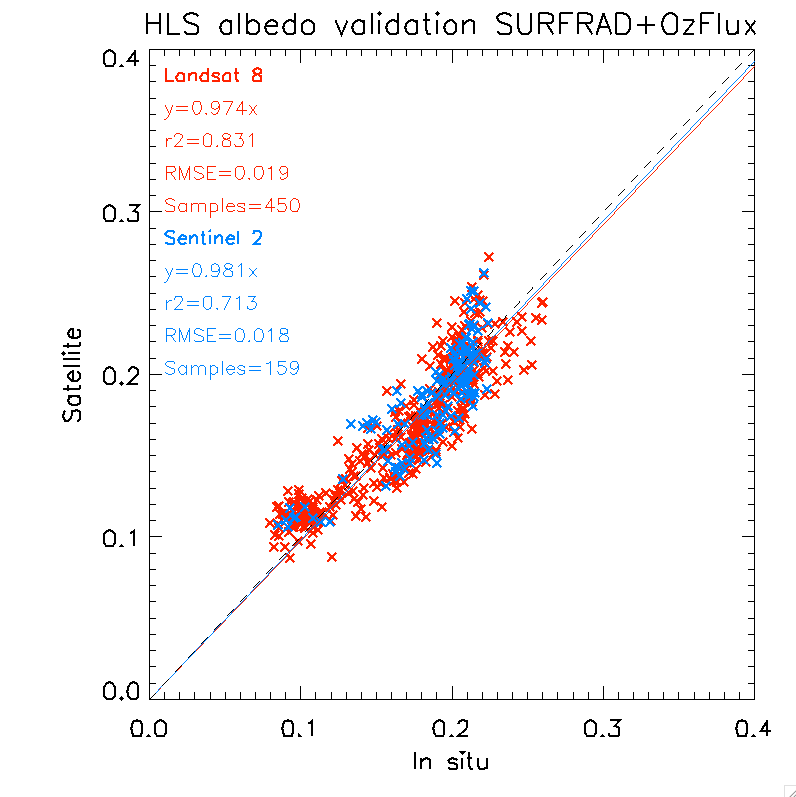 HLS albedo validation SURFRAD+OzFlux
0.4
Landsat 8
y=0.974x
r2=0.831
RMSE=0.019
Samples=450
0.3
Sentinel 2
y=0.981x
r2=0.713
RMSE=0.018
Samples=159
0.2
Satellite
0.1
0.0
0.0 0.1 0.2 0.3 0.4
In situ